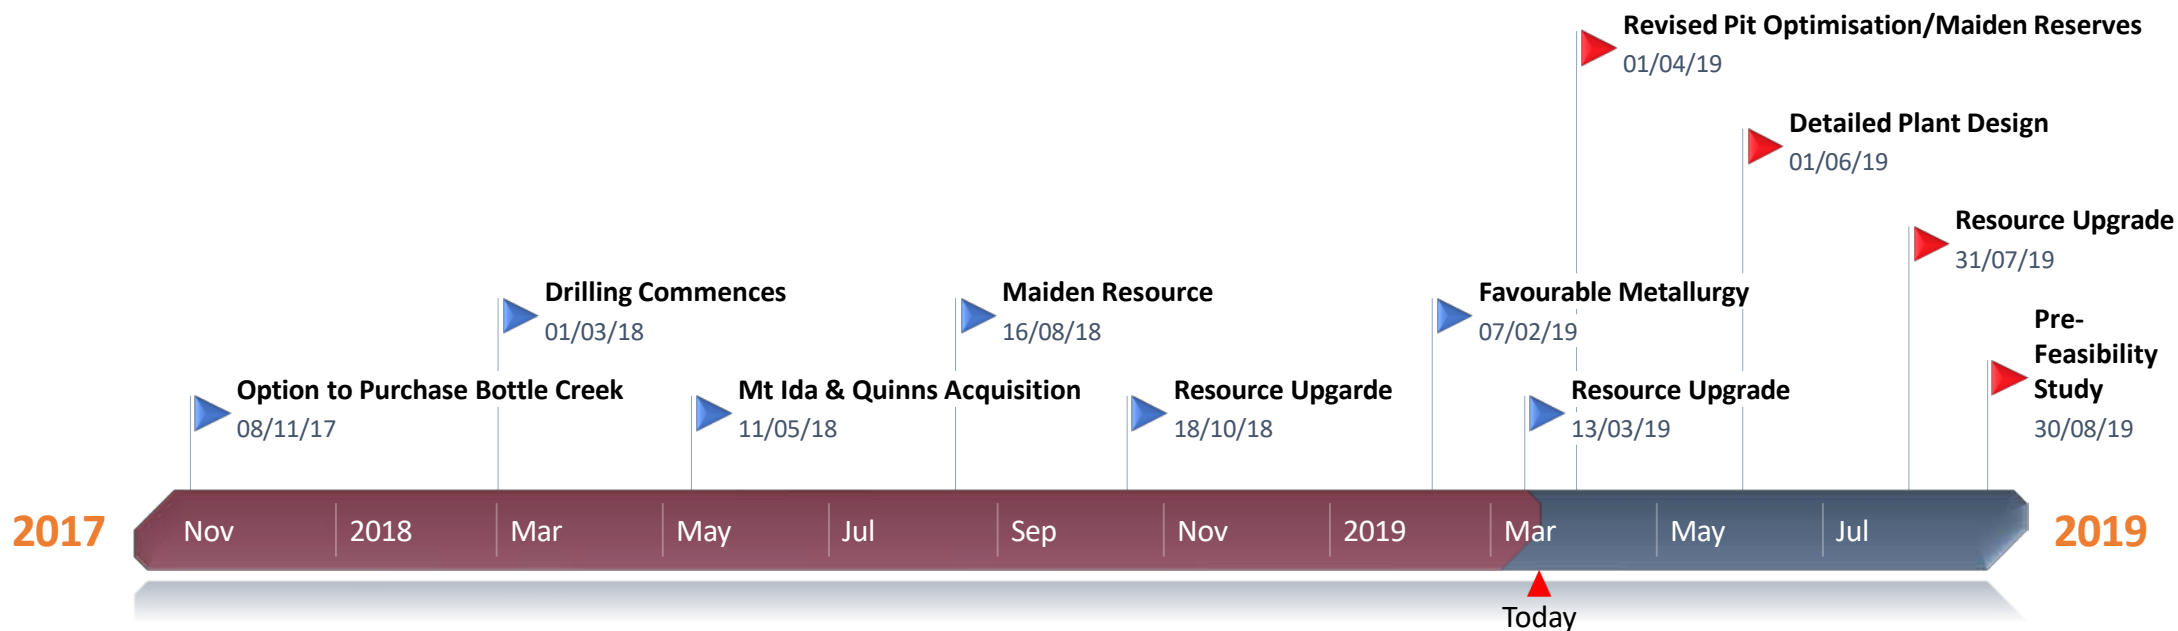 Revised Pit Optimisation/Maiden Reserves
01/04/19
Detailed Plant Design
01/06/19
Resource Upgrade
31/07/19
Drilling Commences
01/03/18
Maiden Resource
16/08/18
Favourable Metallurgy
07/02/19
Pre-
Feasibility
Study
30/08/19
Option to Purchase Bottle Creek
08/11/17
Mt Ida & Quinns Acquisition
11/05/18
Resource Upgarde
18/10/18
Resource Upgrade
13/03/19
2017 Nov 2018 Mar May Jul Sep Nov 2019 Mar May Jul 2019
Today